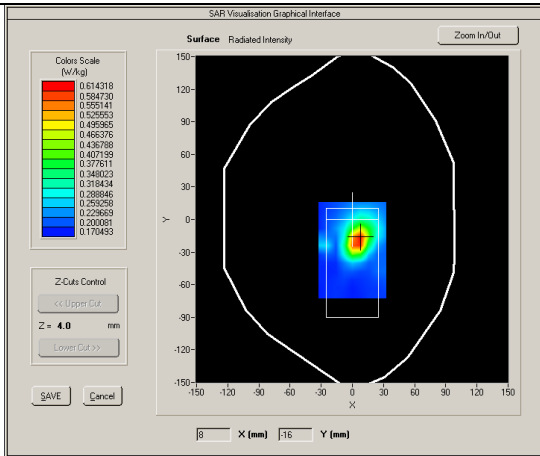 SAR Visualisation Graphical Interface
Surface Radiated Intensity
Zoom In/Out
Colors Scale
(W/kg)
0.614318
0.584730
0.555141
0.525553
0.495965
0.466376
0.436788
0.407199
0.377611
0.348023
0.318434
0.288846
0.259258
0.229669
0.200081
0.170493
Z-Cuts Control
<< Upper Cut
Z = 4.0 mm
Lower Cut >>
SAVE Cancel
150-
120-
90-
60-
30-
0-
-30-
-60-
-90-
-120-
-150-
Y
-150 -120 -90 -60 -30 0 30 60 90 120 150
X
8 X (mm) -16 Y (mm)